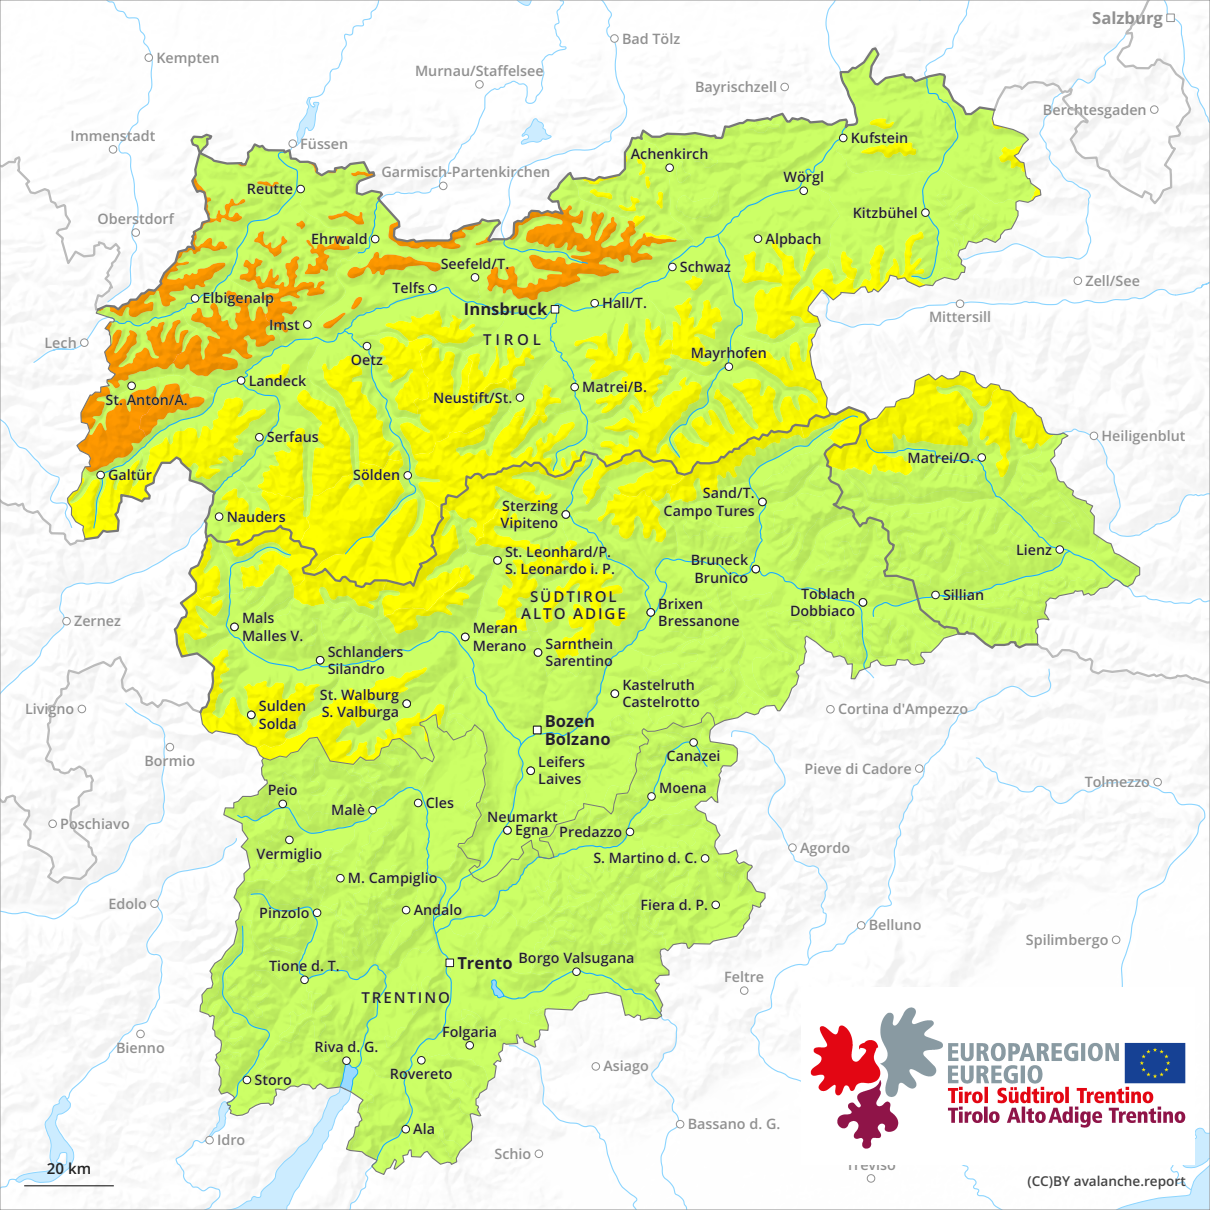 Salzburg
Bad Tölz
Kempten
Murnau/Staffelsee
Bayrischzell
Berchtesgaden
Immenstadt
Füssen
Kufstein
Achenkirch
Garmisch-Partenkirchen
Wörgl
Reutte
Oberstdorf
Kitzbühel
Ehrwald
Alpbach
Seefeld/T.
Schwaz
Zell/See
Telfs
Elbigenalp
Hall/T.
Innsbruck
Mittersill
Imst
TIROL
Lech
Oetz
Mayrhofen
Landeck
Matrei/B.
St. Anton/A.
Neustift/St.
Serfaus
Heiligenblut
Matrei/O.
Galtür
Sölden
Sand/T.
Campo Tures
Sterzing
Vipiteno
Nauders
St. Leonhard/P.
S. Leonardo i. P.
Lienz
Bruneck
Brunico
SÜDTIROL
ALTO ADIGE
Toblach
Dobbiaco
Sillian
Brixen
Bressanone
Zernez
Mals
Malles V.
Meran
Merano
Sarnthein
Sarentino
Schlanders
Silandro
Kastelruth
Castelrotto
St. Walburg
S. Valburga
Sulden
Solda
Livigno
Cortina d'Ampezzo
Bozen
Bolzano
Bormio
Canazei
Leifers
Laives
Pieve di Cadore
Tolmezzo
Peio
Moena
Malè
Cles
Neumarkt
Egna
Predazzo
Poschiavo
Vermiglio
Agordo
S. Martino d. C.
M. Campiglio
Edolo
Pinzolo
Andalo
Fiera d. P.
Belluno
Spilimbergo
Trento
Borgo Valsugana
Tione d. T.
Feltre
TRENTINO
Folgaria
Bienno
Riva d. G.
Rovereto
Asiago
Storo
EUROPAREGION
EUREGIO
Tirol Südtirol Trentino
Tirolo Alto Adige Trentino
Ala
Bassano d. G.
Idro
Schio
Treviso
20 km
(CC)BY avalanche.report